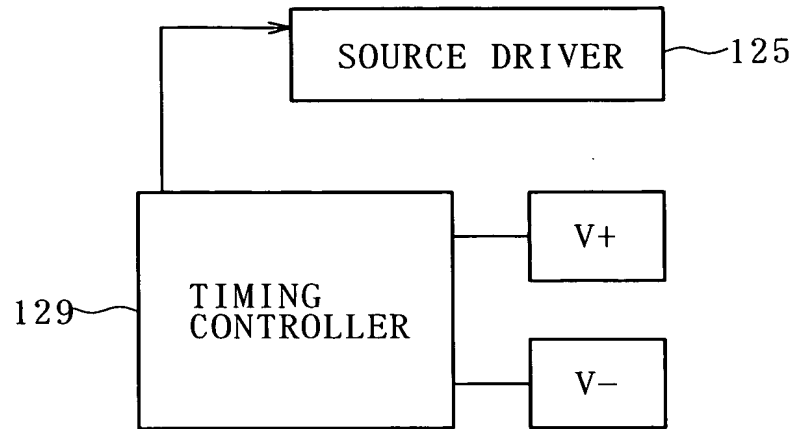 SOURCE DRIVER
125
V+
TIMING
CONTROLLER
129
V−